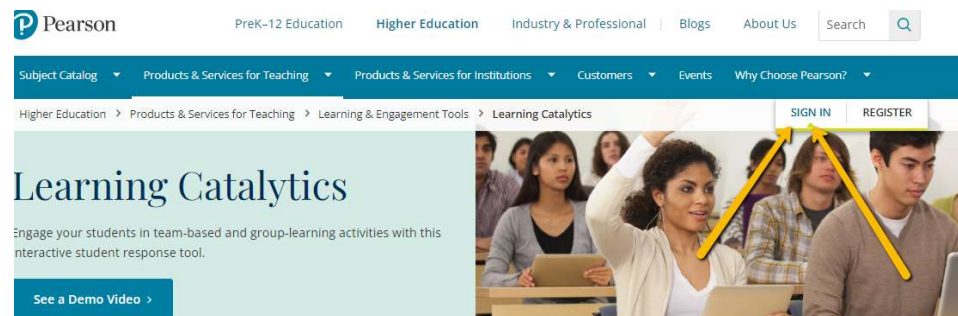 Pearson
PreK–12 Education Higher Education Industry & Professional Blogs About Us Search
Subject Catalog Products & Services for Teaching Products & Services for Institutions Customers Events Why Choose Pearson?
Higher Education > Products & Services for Teaching > Learning & Engagement Tools > Learning Catalytics
SIGN IN REGISTER
Learning Catalytics
Engage your students in team-based and group-learning activities with this
interactive student response tool.
See a Demo Video >